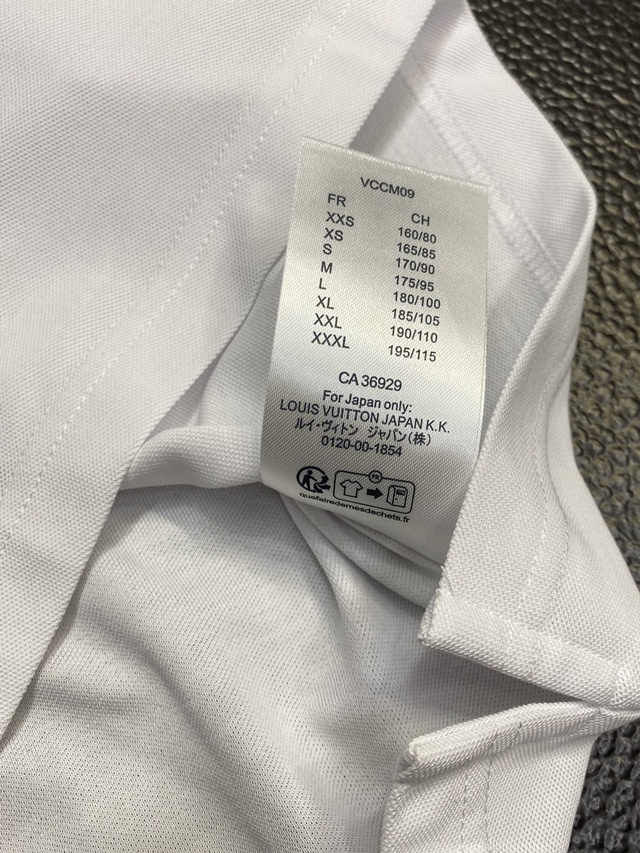 VCCM09
FR CH
XXS 160/80
XS 165/85
S 170/90
M 175/95
L 180/100
XL 185/105
XXL 190/110
XXXL 195/115
CA 36929
For Japan only:
LOUIS VUITTON JAPAN K.K.
ルイ・ヴィトン ジャパン(株)
0120-00-1854
FR
quefairedemesdechets.fr